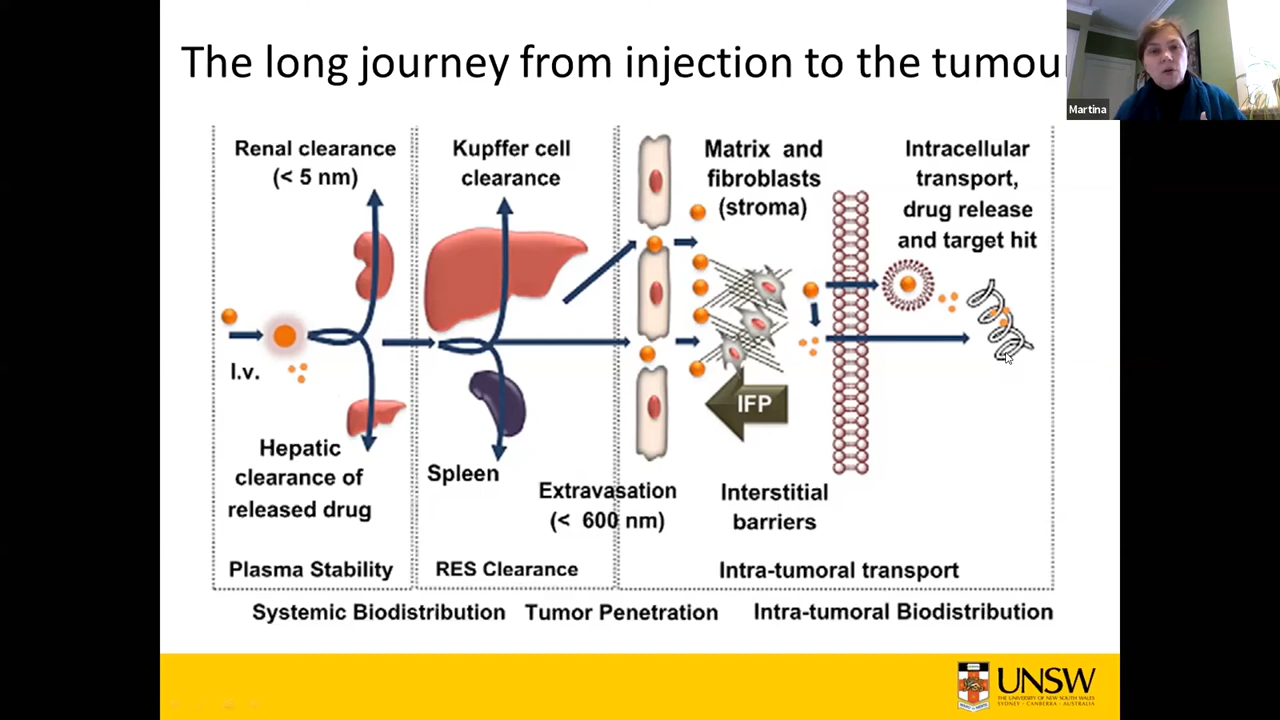 The long journey from injection to the tumour
Martina
Renal clearance
(< 5 nm)
Kupffer cell
clearance
Matrix and
fibroblasts
(stroma)
Intracellular
transport,
drug release
and target hit
I.v.
IFP
Hepatic
clearance of
released drug
Spleen
Extravasation
(< 600 nm)
Interstitial
barriers
Plasma Stability
RES Clearance
Intra-tumoral transport
Systemic Biodistribution
Tumor Penetration
Intra-tumoral Biodistribution
UNSW
THE UNIVERSITY OF NEW SOUTH WALES
SYDNEY · CANBERRA · AUSTRALIA